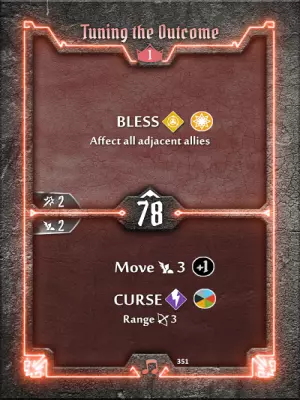 Tuning the Outcome
1
BLESS
Affect all adjacent allies
2
78
2
Move 3 +1
CURSE
Range 3
351